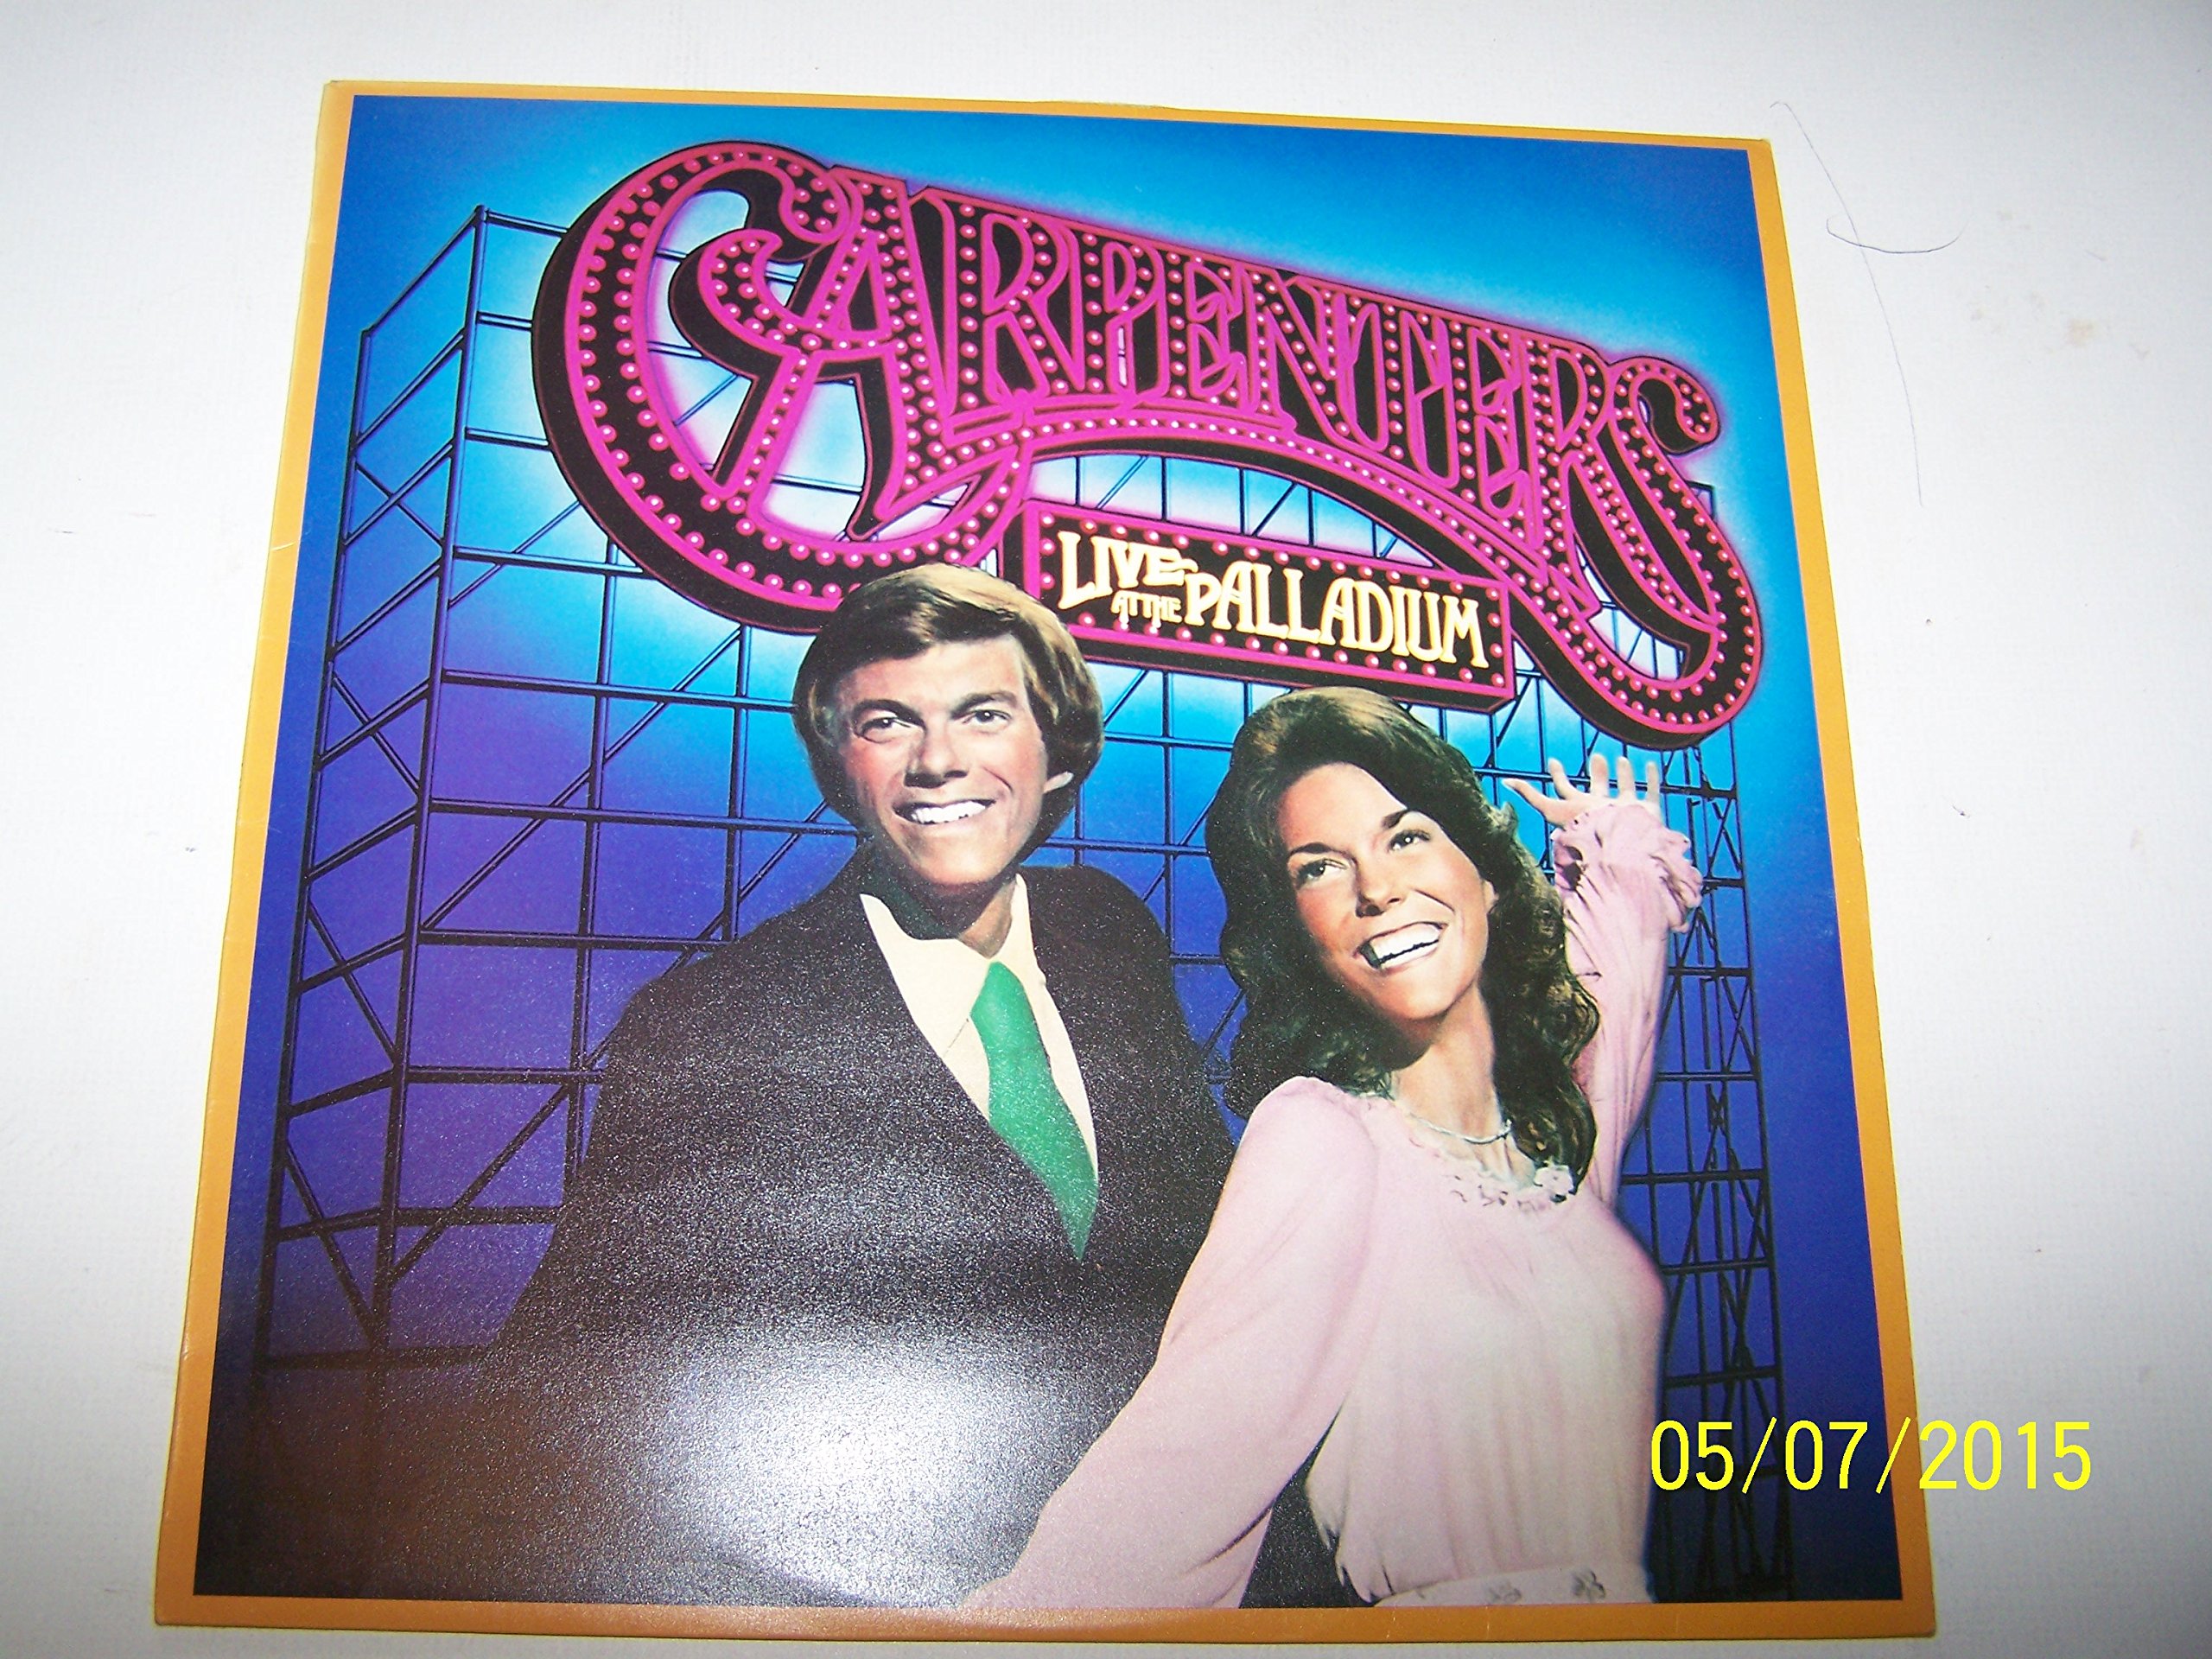 CARPENTERS
LIVE
AT THE PALLADIUM
05/07/2015